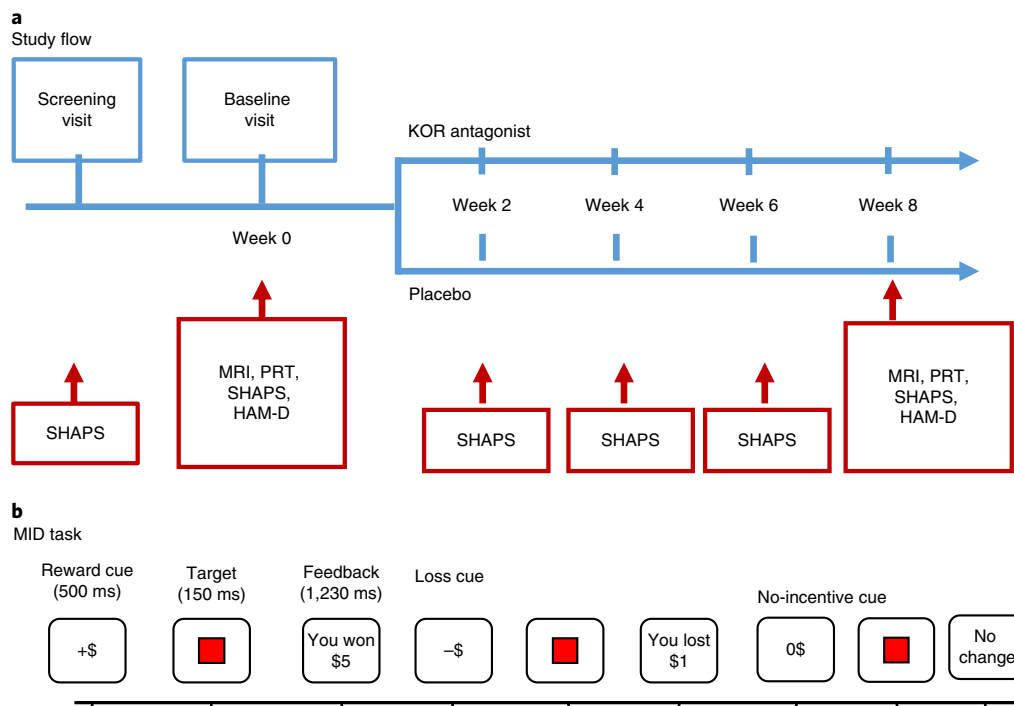 a
Study flow
Screening
visit
Baseline
visit
KOR antagonist
Week 2
Week 4
Week 6
Week 8
Week 0
Placebo
SHAPS
MRI, PRT,
SHAPS,
HAM-D
SHAPS
SHAPS
SHAPS
MRI, PRT,
SHAPS,
HAM-D
b
MID task
Reward cue
(500 ms)
Target
(150 ms)
Feedback
(1,230 ms)
Loss cue
No-incentive cue
+$
You won
$5
–$
You lost
$1
0$
No
change